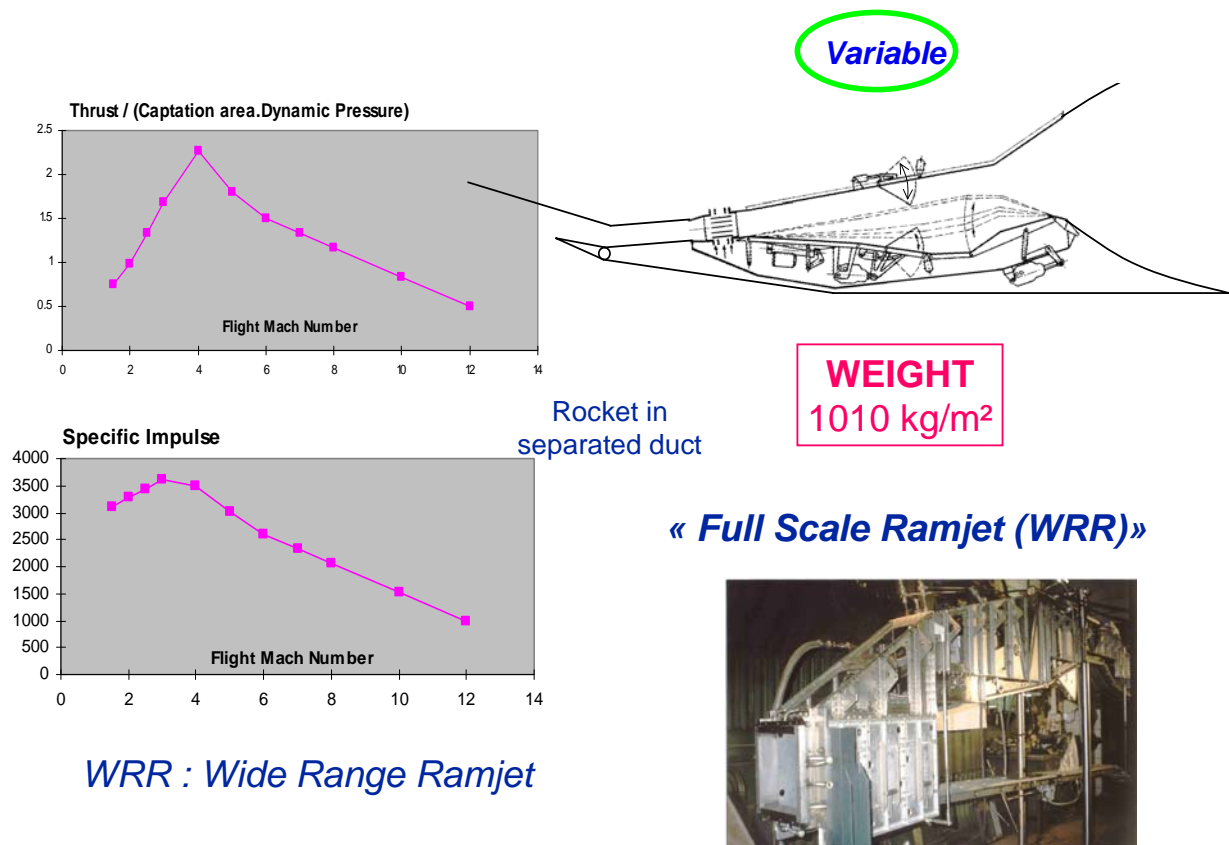 Variable
Thrust / (Captation area.Dynamic Pressure)
2.5
2
1.5
1
0.5
0
Flight Mach Number
0 2 4 6 8 10 12 14
WEIGHT
1010 kg/m²
Rocket in
separated duct
Specific Impulse
4000
3500
3000
2500
2000
1500
1000
500
0
Flight Mach Number
0 2 4 6 8 10 12 14
« Full Scale Ramjet (WRR)»
WRR : Wide Range Ramjet